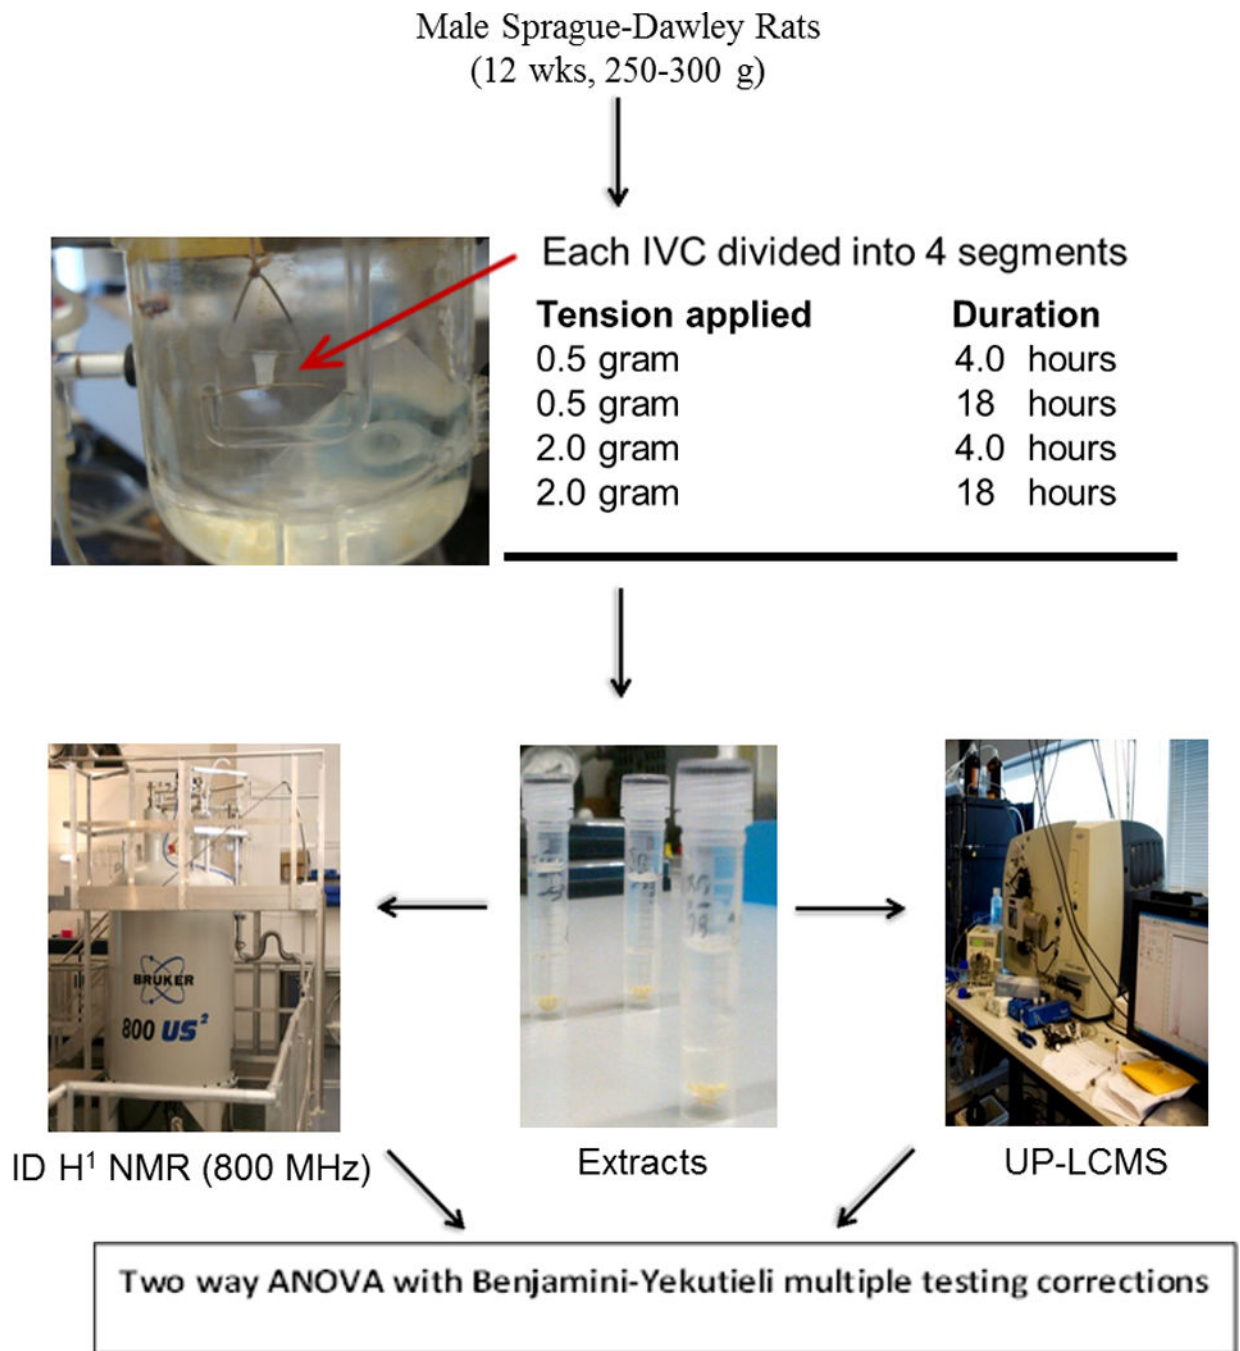 Male Sprague-Dawley Rats
(12 wks, 250-300 g)
Each IVC divided into 4 segments
Tension applied Duration
0.5 gram 4.0 hours
0.5 gram 18 hours
2.0 gram 4.0 hours
2.0 gram 18 hours
BRUKER
800 US²
ID H¹ NMR (800 MHz)
Extracts
UP-LCMS
Two way ANOVA with Benjamini-Yekutieli multiple testing corrections